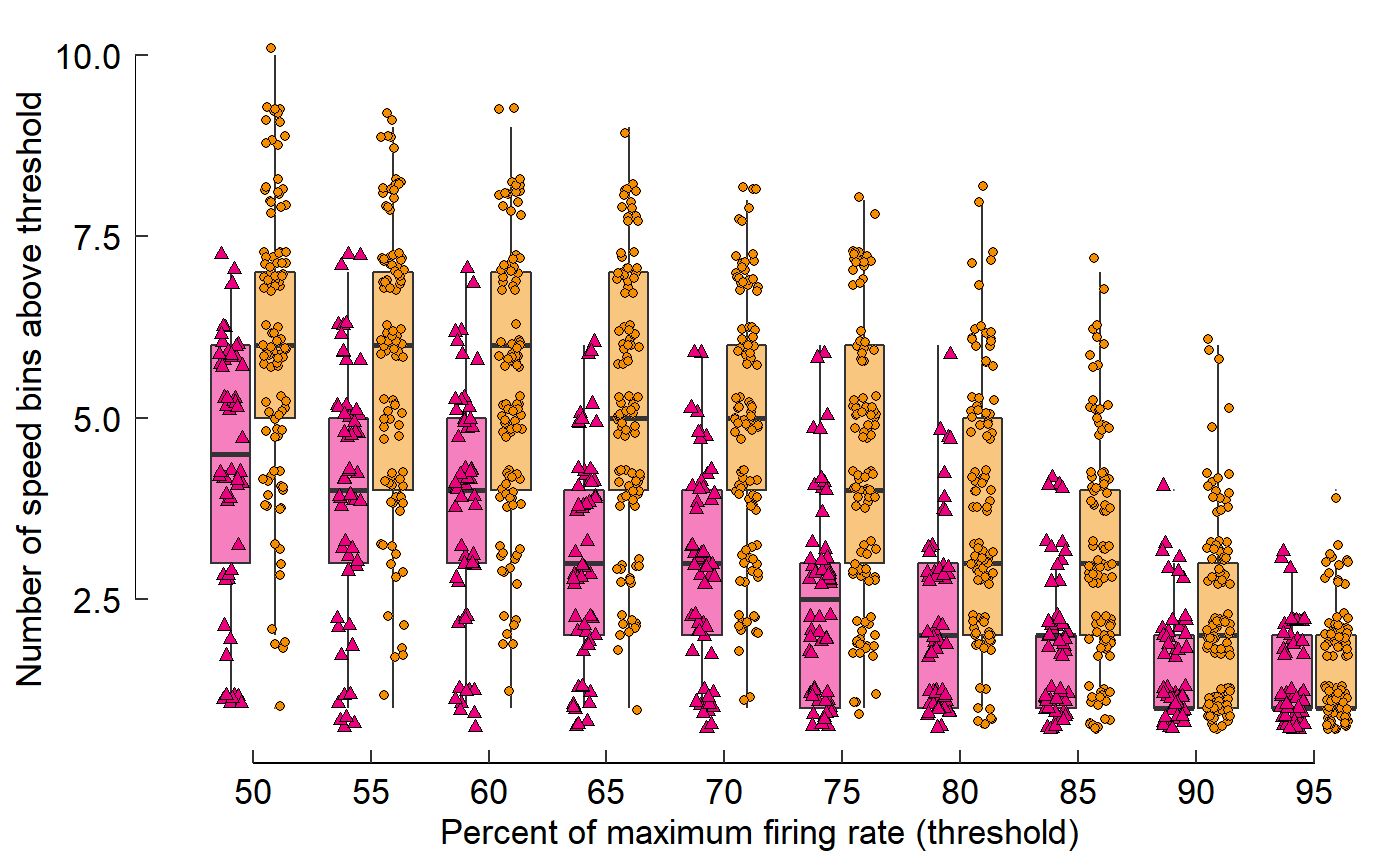 Number of speed bins above threshold
10.0
7.5
5.0
2.5
50 55 60 65 70 75 80 85 90 95
Percent of maximum firing rate (threshold)